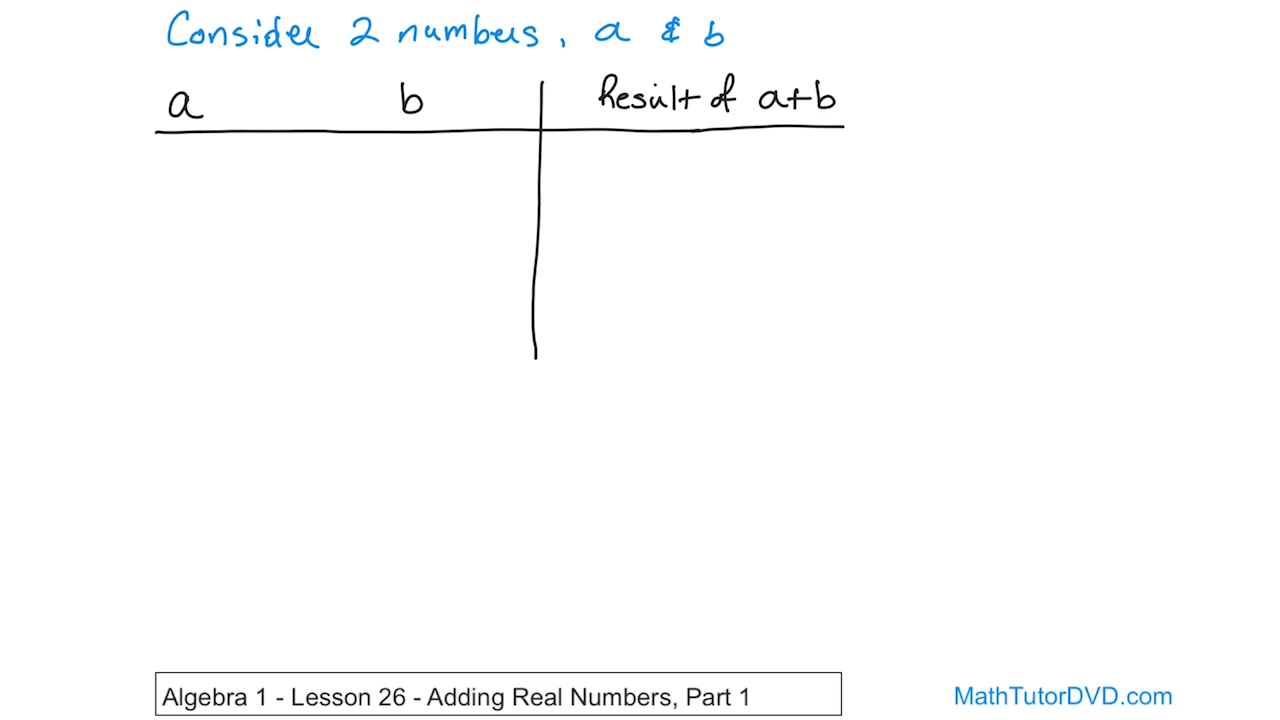 Consider 2 numbers, a & b
a b Result of a+b
Algebra 1 - Lesson 26 - Adding Real Numbers, Part 1
MathTutorDVD.com